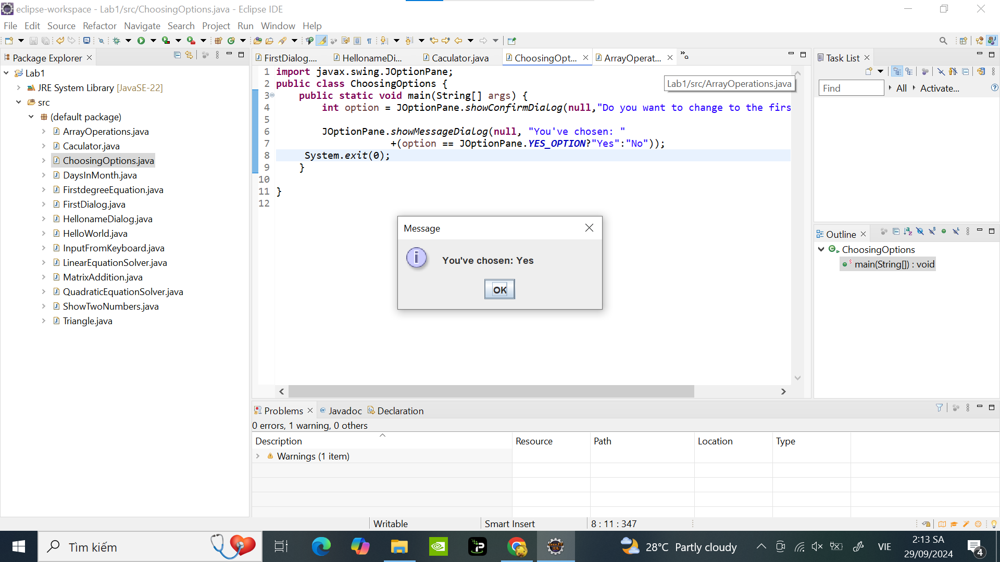 eclipse-workspace - Lab1/src/ChoosingOptions.java - Eclipse IDE
File Edit Source Refactor Navigate Search Project Run Window Help
Package Explorer
Lab1
JRE System Library [JavaSE-22]
src
(default package)
ArrayOperations.java
Caculator.java
ChoosingOptions.java
DaysInMonth.java
FirstdegreeEquation.java
FirstDialog.java
HellonameDialog.java
HelloWorld.java
InputFromKeyboard.java
LinearEquationSolver.java
MatrixAddition.java
QuadraticEquationSolver.java
ShowTwoNumbers.java
Triangle.java
FirstDialog.... HellonameDi... Caculator.java ChoosingOpt... ArrayOperat...
Lab1/src/ArrayOperations.java
1 import javax.swing.JOptionPane;
2 public class ChoosingOptions {
3 public static void main(String[] args) {
4 int option = JOptionPane.showConfirmDialog(null,"Do you want to change to the firs
5
6 JOptionPane.showMessageDialog(null, "You've chosen: "
7 +(option == JOptionPane.YES_OPTION?"Yes":"No"));
8 System.exit(0);
9 }
10
11 }
12
Message
You've chosen: Yes
OK
Task List
Find All Activate...
Outline
ChoosingOptions
main(String[]) : void
Problems Javadoc Declaration
0 errors, 1 warning, 0 others
Description Resource Path Location Type
Warnings (1 item)
Writable Smart Insert 8 : 11 : 347
Tìm kiếm
28°C Partly cloudy
VIE
2:13 SA
29/09/2024
4